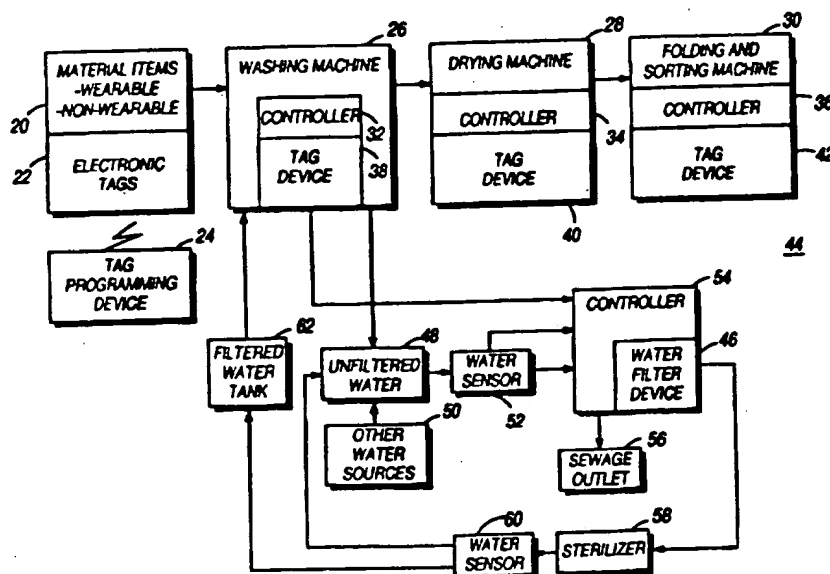 26
28
30
MATERIAL ITEMS
-WEARABLE
-NON-WEARABLE
20
ELECTRONIC
TAGS
22
WASHING MACHINE
CONTROLLER
32
TAG
DEVICE
38
DRYING MACHINE
CONTROLLER
34
TAG
DEVICE
40
FOLDING AND
SORTING MACHINE
CONTROLLER
36
TAG
DEVICE
42
24
TAG
PROGRAMMING
DEVICE
44
62
FILTERED
WATER
TANK
48
UNFILTERED
WATER
WATER
SENSOR
52
54
CONTROLLER
46
WATER
FILTER
DEVICE
50
OTHER
WATER
SOURCES
56
SEWAGE
OUTLET
60
WATER
SENSOR
58
STERILIZER